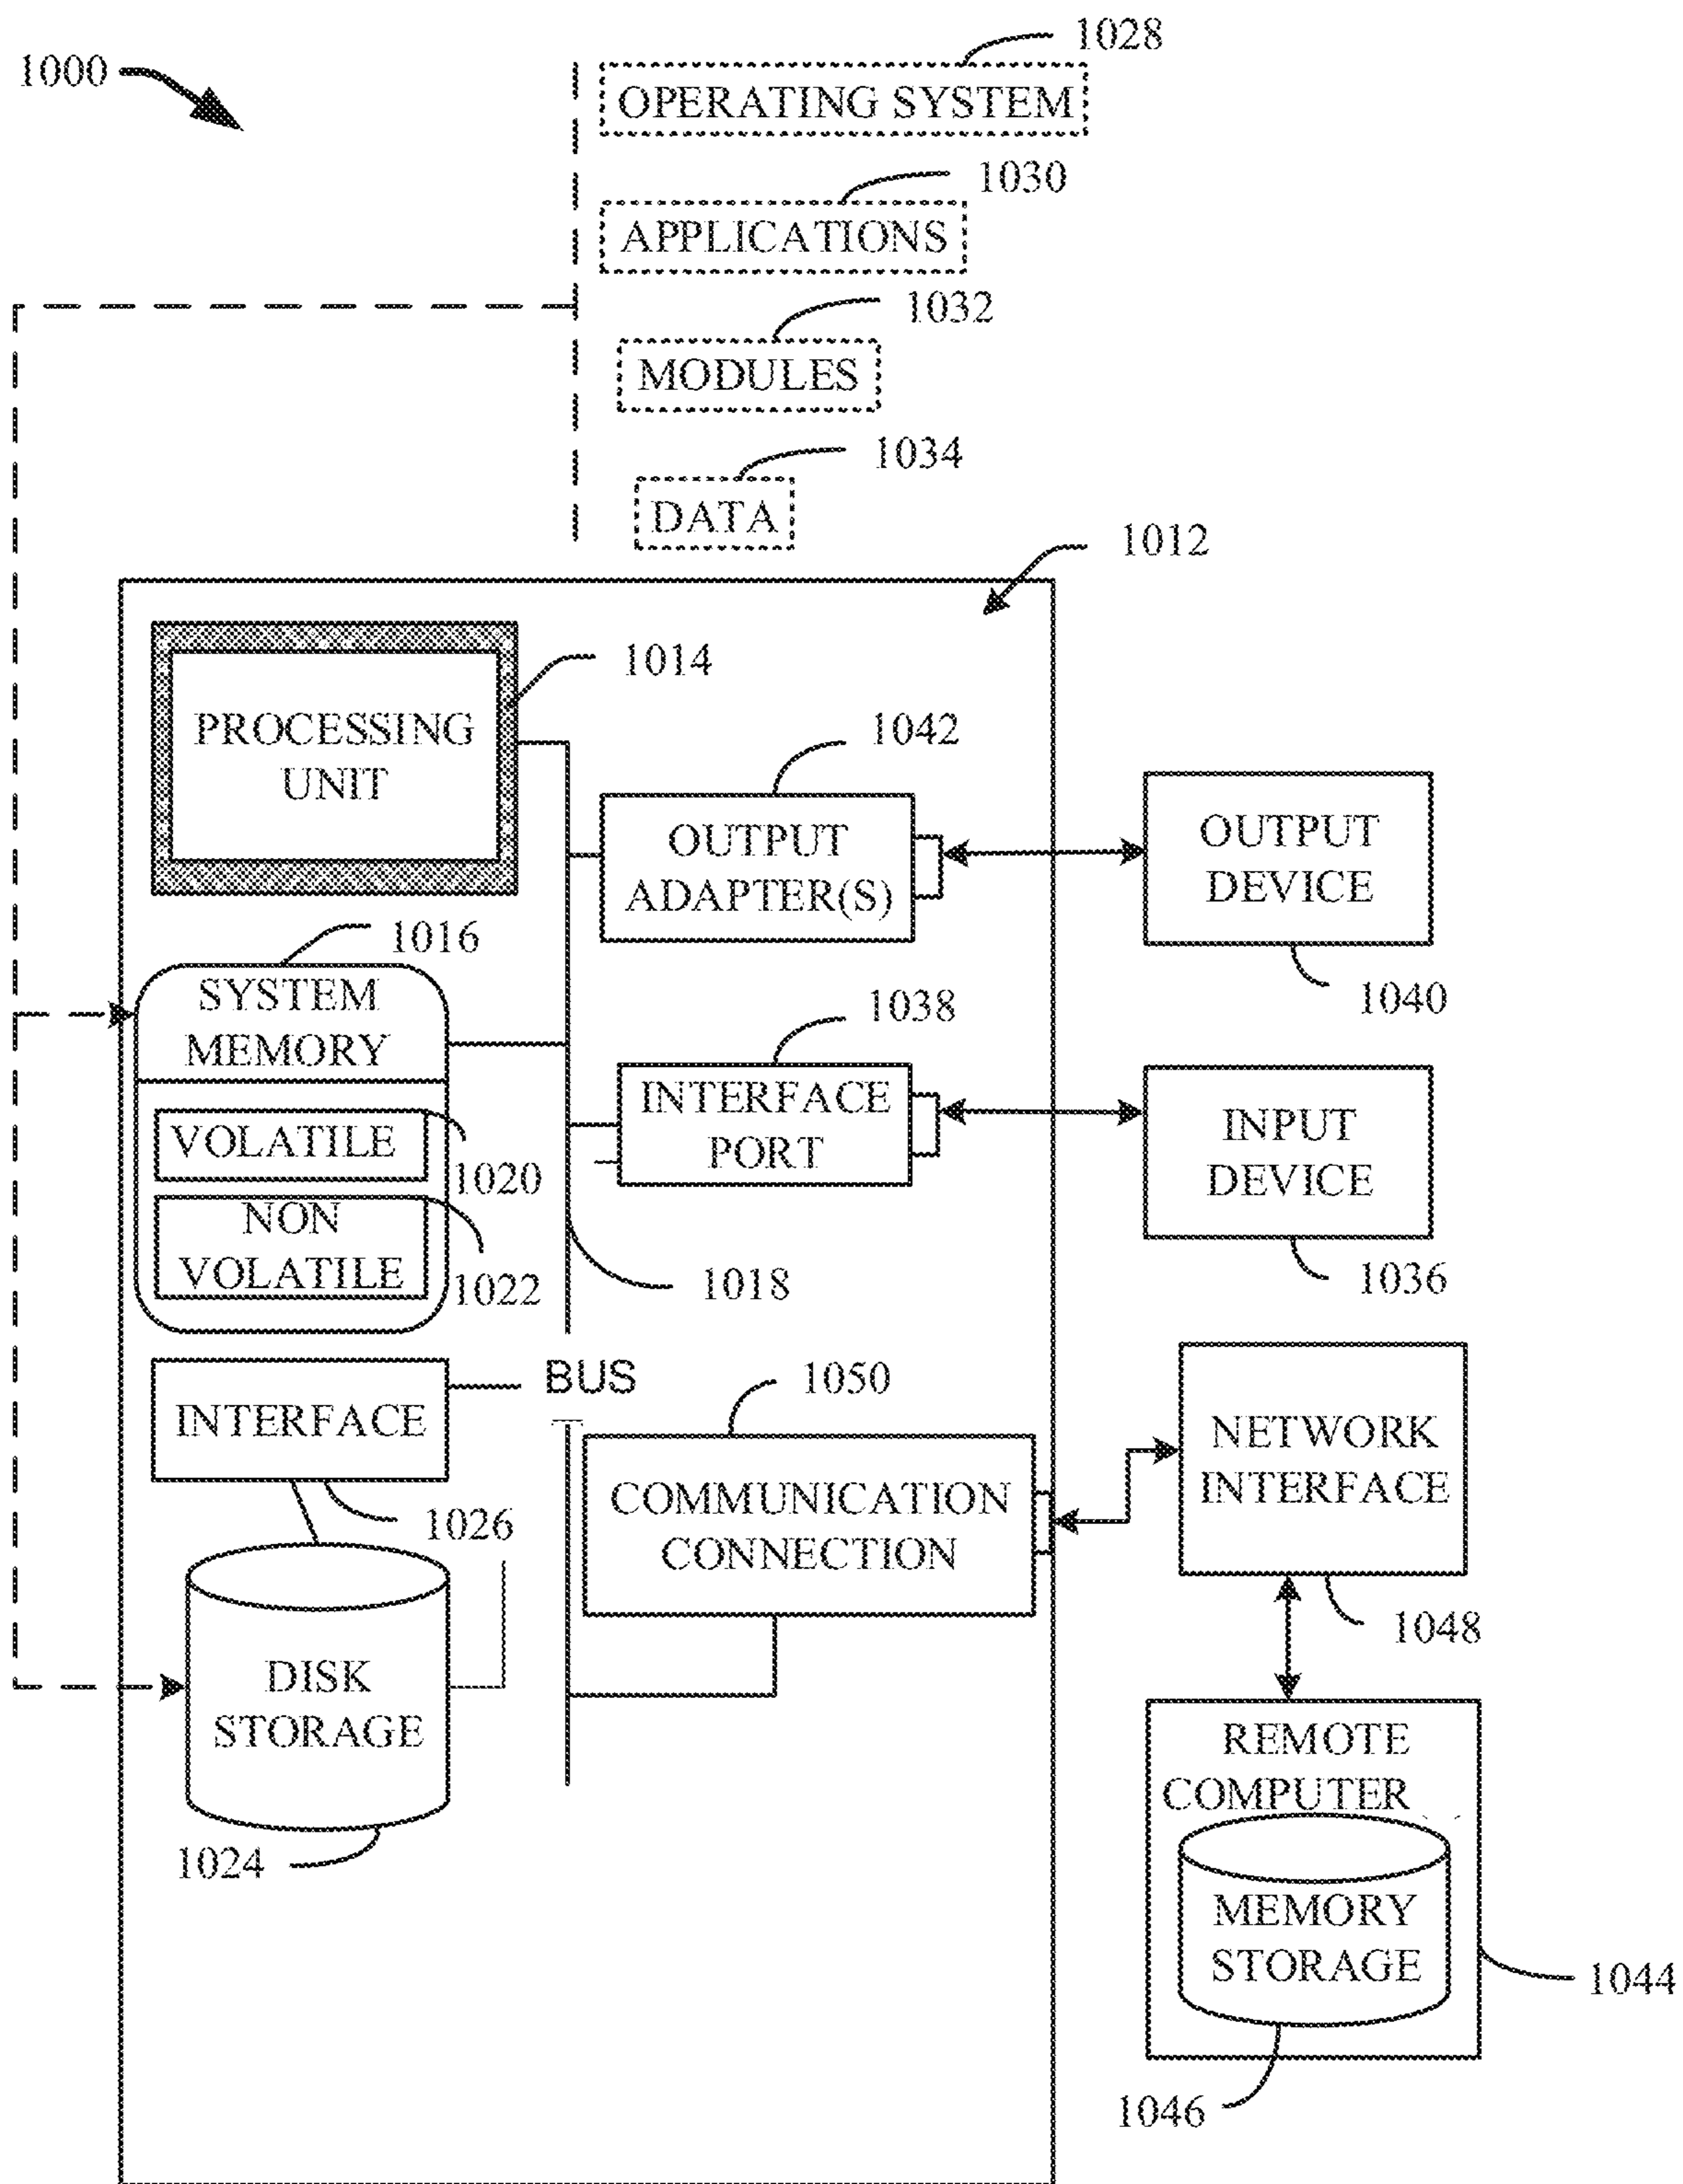 1028
1000
OPERATING SYSTEM
1030
APPLICATIONS
1032
MODULES
1034
DATA
1012
1014
PROCESSING
UNIT
1042
OUTPUT
ADAPTER(S)
OUTPUT
DEVICE
1040
1016
SYSTEM
MEMORY
1038
INTERFACE
PORT
INPUT
DEVICE
1036
VOLATILE
1020
NON
VOLATILE
1022
1018
INTERFACE
BUS
1050
1026
COMMUNICATION
CONNECTION
NETWORK
INTERFACE
1048
DISK
STORAGE
1024
REMOTE
COMPUTER
MEMORY
STORAGE
1044
1046